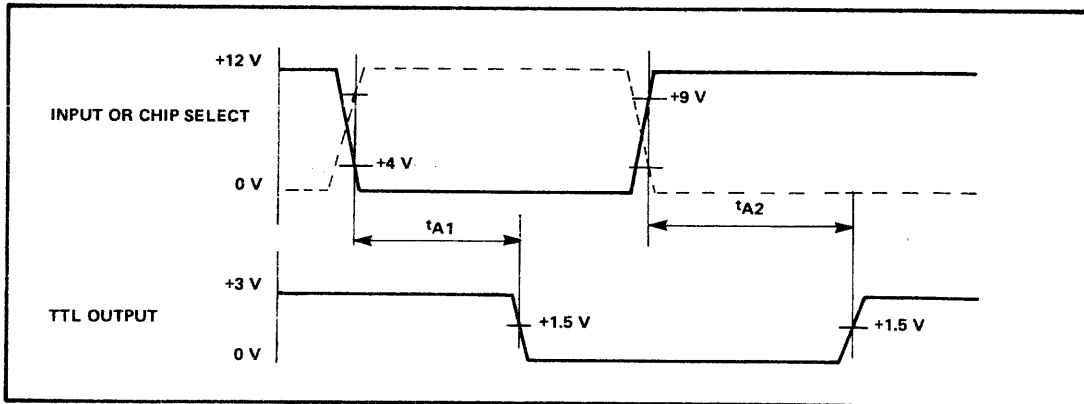 +12 V
INPUT OR CHIP SELECT
+9 V
+4 V
0 V
tA1
tA2
+3 V
TTL OUTPUT
+1.5 V
+1.5 V
0 V